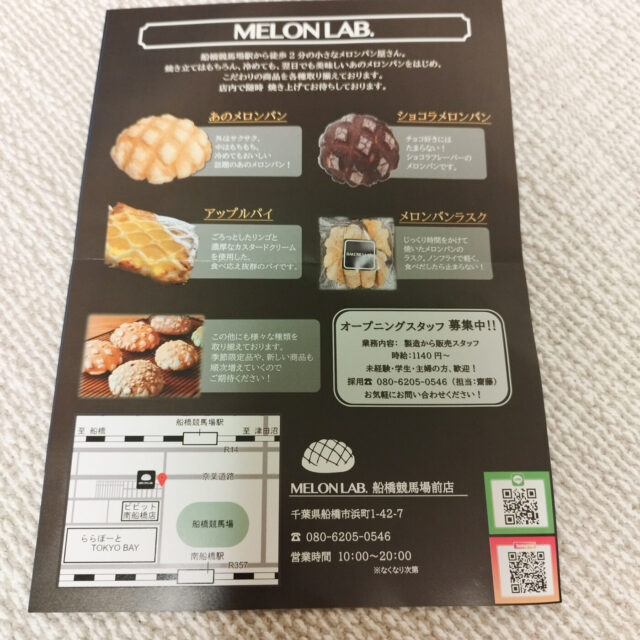 MELON LAB.
船橋競馬場駅から徒歩2分の小さなメロンパン屋さん。
焼き立てはもちろん、冷めても、翌日でも美味しいあのメロンパンをはじめ、
こだわりの商品を各種取り揃えております。
店内で随時 焼き上げてお待ちしております。
あのメロンパン
外はサクサク、
中はもちもち、
冷めてもおいしい
話題のあのメロンパン!
ショコラメロンパン
チョコ好きには
たまらない!
ショコラフレーバーの
メロンパンです。
アップルパイ
ごろっとしたリンゴと
濃厚なカスタードクリーム
を使用した、
食べ応え抜群のパイです。
メロンパンラスク
じっくり時間をかけて
焼いたメロンパンの
ラスク。ノンフライで軽く、
食べだしたら止まらない!
この他にも様々な種類を
取り揃えております。
季節限定品や、新しい商品も
順次増えていくので
ご期待ください!
オープニングスタッフ 募集中!!
業務内容: 製造から販売スタッフ
時給:1140円〜
未経験・学生・主婦の方、歓迎!
採用☎ 080-6205-0546(担当:齋藤)
お気軽にお問い合わせください!
船橋競馬場駅
至 船橋
至 津田沼
R14
京葉道路
ビビット
南船橋店
船橋競馬場
ららぽーと
TOKYO BAY
南船橋駅
R357
MELON LAB. 船橋競馬場前店
千葉県船橋市浜町1-42-7
☎ 080-6205-0546
営業時間 10:00〜20:00
※なくなり次第